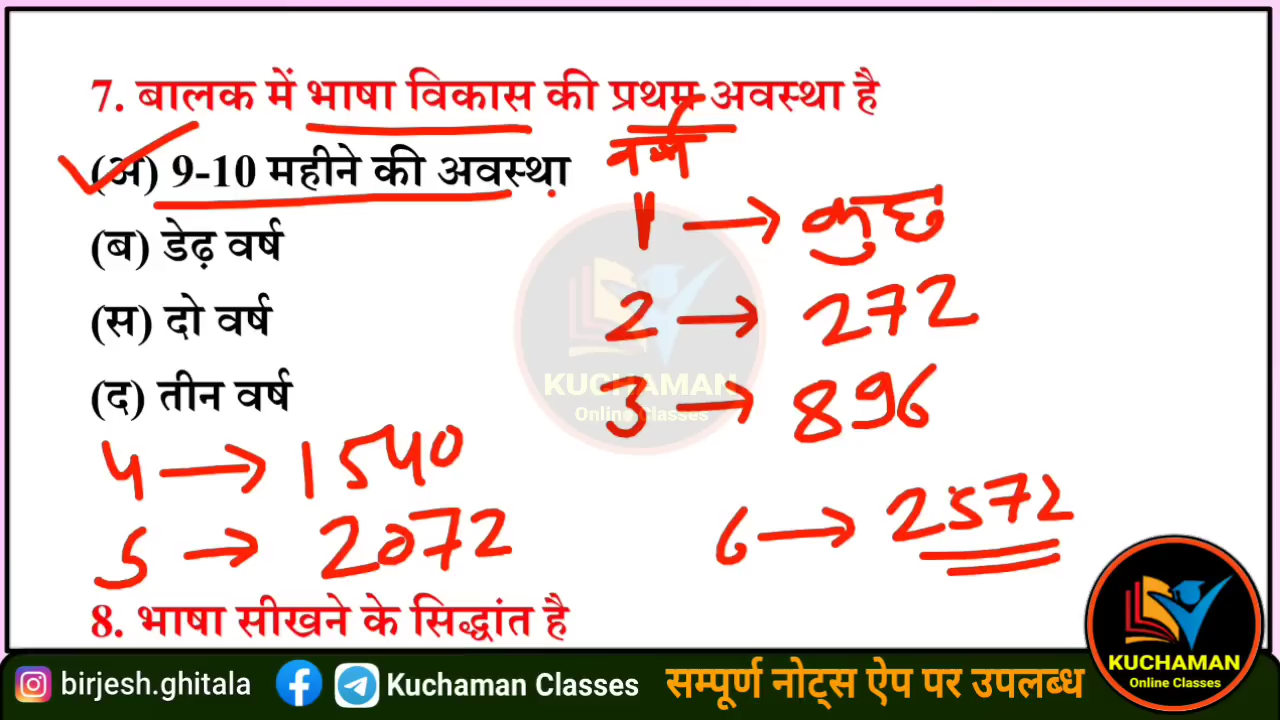 7. बालक में भाषा विकास की प्रथम अवस्था है
(अ) 9-10 महीने की अवस्था
वर्ष
1 → कुछ
(ब) डेढ़ वर्ष
2 → 272
(स) दो वर्ष
3 → 896
(द) तीन वर्ष
4 → 1540
5 → 2072
6 → 2572
8. भाषा सीखने के सिद्धांत है
KUCHAMAN
Online Classes
birjesh.ghitala
Kuchaman Classes
सम्पूर्ण नोट्स ऐप पर उपलब्ध
KUCHAMAN
Online Classes